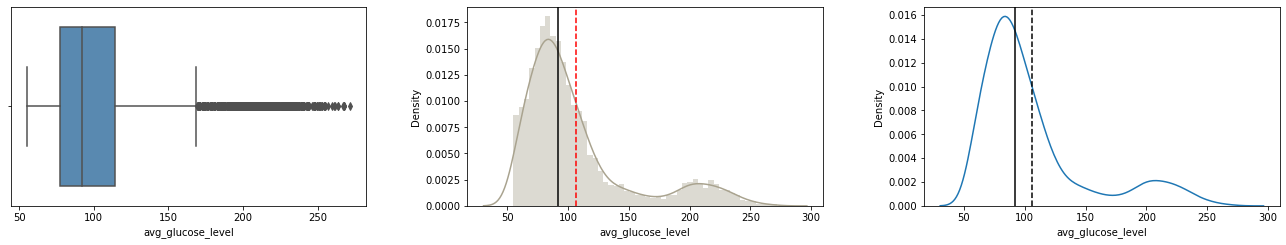 50 100 150 200 250
avg_glucose_level
Density
0.0175
0.0150
0.0125
0.0100
0.0075
0.0050
0.0025
0.0000
50 100 150 200 250 300
avg_glucose_level
Density
0.016
0.014
0.012
0.010
0.008
0.006
0.004
0.002
0.000
50 100 150 200 250 300
avg_glucose_level